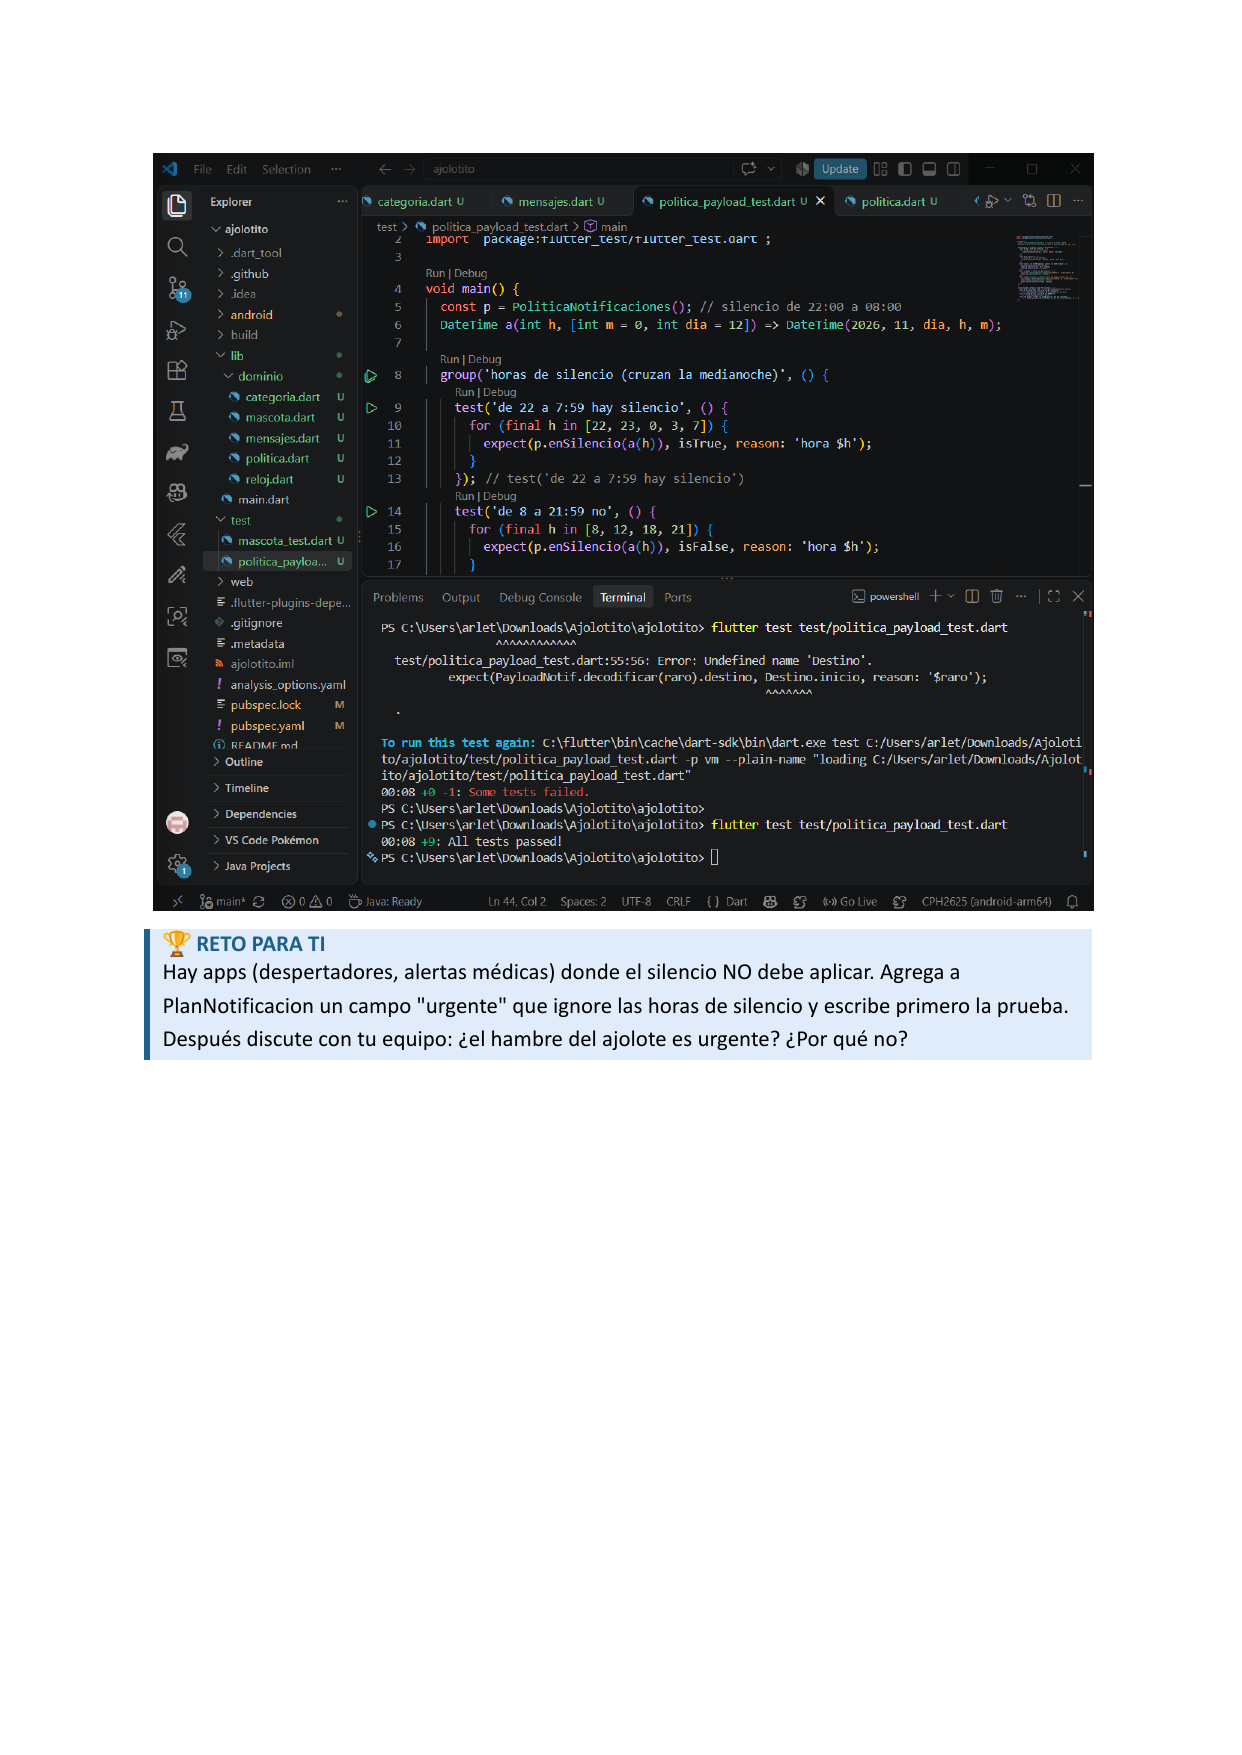 File Edit Selection ··· ajolotito Update
Explorer ···
ajolotito
.dart_tool
.github
.idea
android
build
lib
dominio
categoria.dart U
mascota.dart U
mensajes.dart U
politica.dart U
reloj.dart U
main.dart
test
mascota_test.dart U
politica_payloa... U
web
.flutter-plugins-depe...
.gitignore
.metadata
ajolotito.iml
analysis_options.yaml
pubspec.lock M
pubspec.yaml M
README.md
Outline
Timeline
Dependencies
VS Code Pokémon
Java Projects
11
1
categoria.dart U mensajes.dart U politica_payload_test.dart U politica.dart U
test > politica_payload_test.dart > main
2 import 'package:flutter_test/flutter_test.dart';
3
Run | Debug
4 void main() {
5 const p = PoliticaNotificaciones(); // silencio de 22:00 a 08:00
6 DateTime a(int h, [int m = 0, int dia = 12]) => DateTime(2026, 11, dia, h, m);
7
Run | Debug
8 group('horas de silencio (cruzan la medianoche)', () {
Run | Debug
9 test('de 22 a 7:59 hay silencio', () {
10 for (final h in [22, 23, 0, 3, 7]) {
11 expect(p.enSilencio(a(h)), isTrue, reason: 'hora $h');
12 }
13 }); // test('de 22 a 7:59 hay silencio')
Run | Debug
14 test('de 8 a 21:59 no', () {
15 for (final h in [8, 12, 18, 21]) {
16 expect(p.enSilencio(a(h)), isFalse, reason: 'hora $h');
17 }
Problems Output Debug Console Terminal Ports powershell
PS C:\Users\arlet\Downloads\Ajolotito\ajolotito> flutter test test/politica_payload_test.dart
^^^^^^^^^^^^
test/politica_payload_test.dart:55:56: Error: Undefined name 'Destino'.
expect(PayloadNotif.decodificar(raro).destino, Destino.inicio, reason: '$raro');
^^^^^^^
.
To run this test again: C:\flutter\bin\cache\dart-sdk\bin\dart.exe test C:/Users/arlet/Downloads/Ajoloti
to/ajolotito/test/politica_payload_test.dart -p vm --plain-name "loading C:/Users/arlet/Downloads/Ajolot
ito/ajolotito/test/politica_payload_test.dart"
00:08 +0 -1: Some tests failed.
PS C:\Users\arlet\Downloads\Ajolotito\ajolotito>
PS C:\Users\arlet\Downloads\Ajolotito\ajolotito> flutter test test/politica_payload_test.dart
00:08 +9: All tests passed!
PS C:\Users\arlet\Downloads\Ajolotito\ajolotito>
main* 0 0 Java: Ready Ln 44, Col 2 Spaces: 2 UTF-8 CRLF { } Dart Go Live CPH2625 (android-arm64)
🏆 RETO PARA TI
Hay apps (despertadores, alertas médicas) donde el silencio NO debe aplicar. Agrega a
PlanNotificacion un campo "urgente" que ignore las horas de silencio y escribe primero la prueba.
Después discute con tu equipo: ¿el hambre del ajolote es urgente? ¿Por qué no?